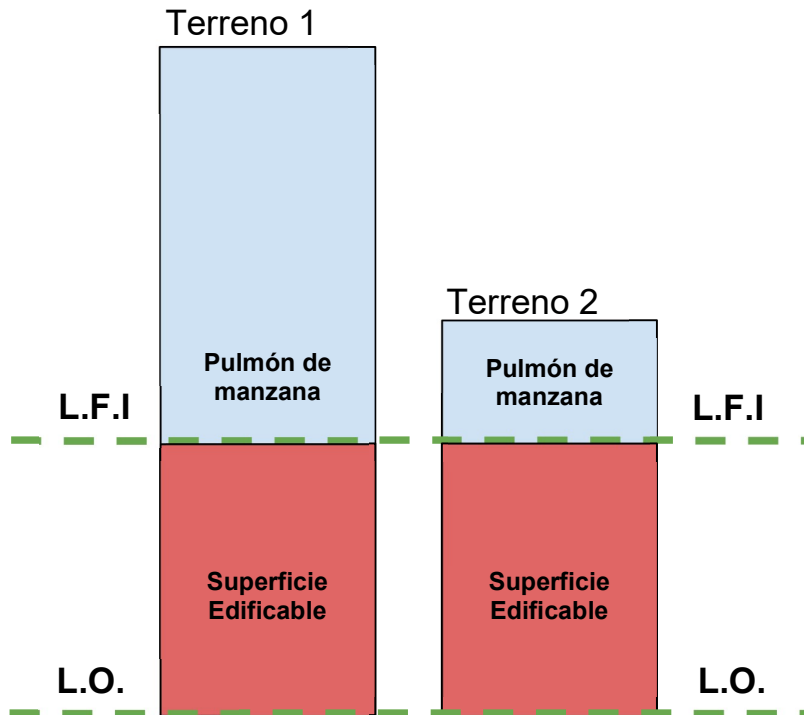 Terreno 1
Terreno 2
Pulmón de
manzana
Pulmón de
manzana
L.F.I
L.F.I
Superficie
Edificable
Superficie
Edificable
L.O.
L.O.